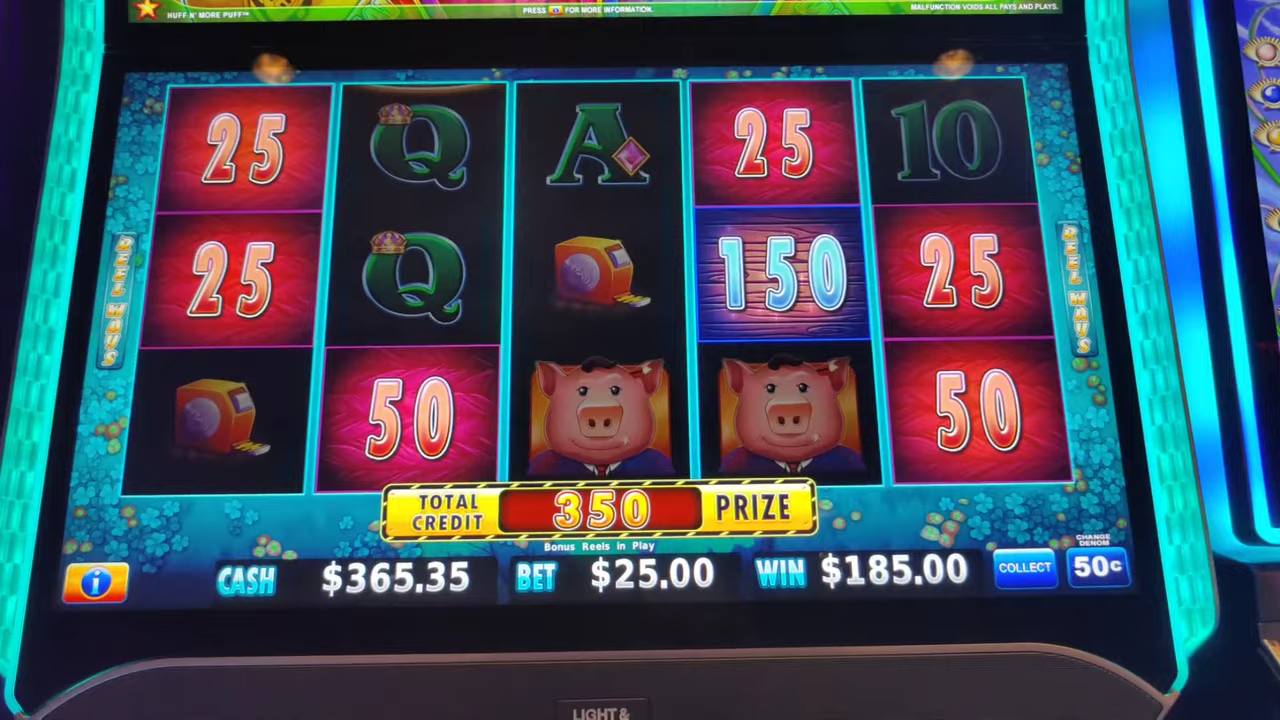 HUFF N' MORE PUFF™
PRESS FOR MORE INFORMATION.
MALFUNCTION VOIDS ALL PAYS AND PLAYS.
25 Q A 25 10
25 Q 150 25
50 50
REEL WAYS
REEL WAYS
TOTAL CREDIT 350 PRIZE
Bonus Reels in Play
CASH $365.35 BET $25.00 WIN $185.00 COLLECT
CHANGE DENOM
50¢
LIGHT &